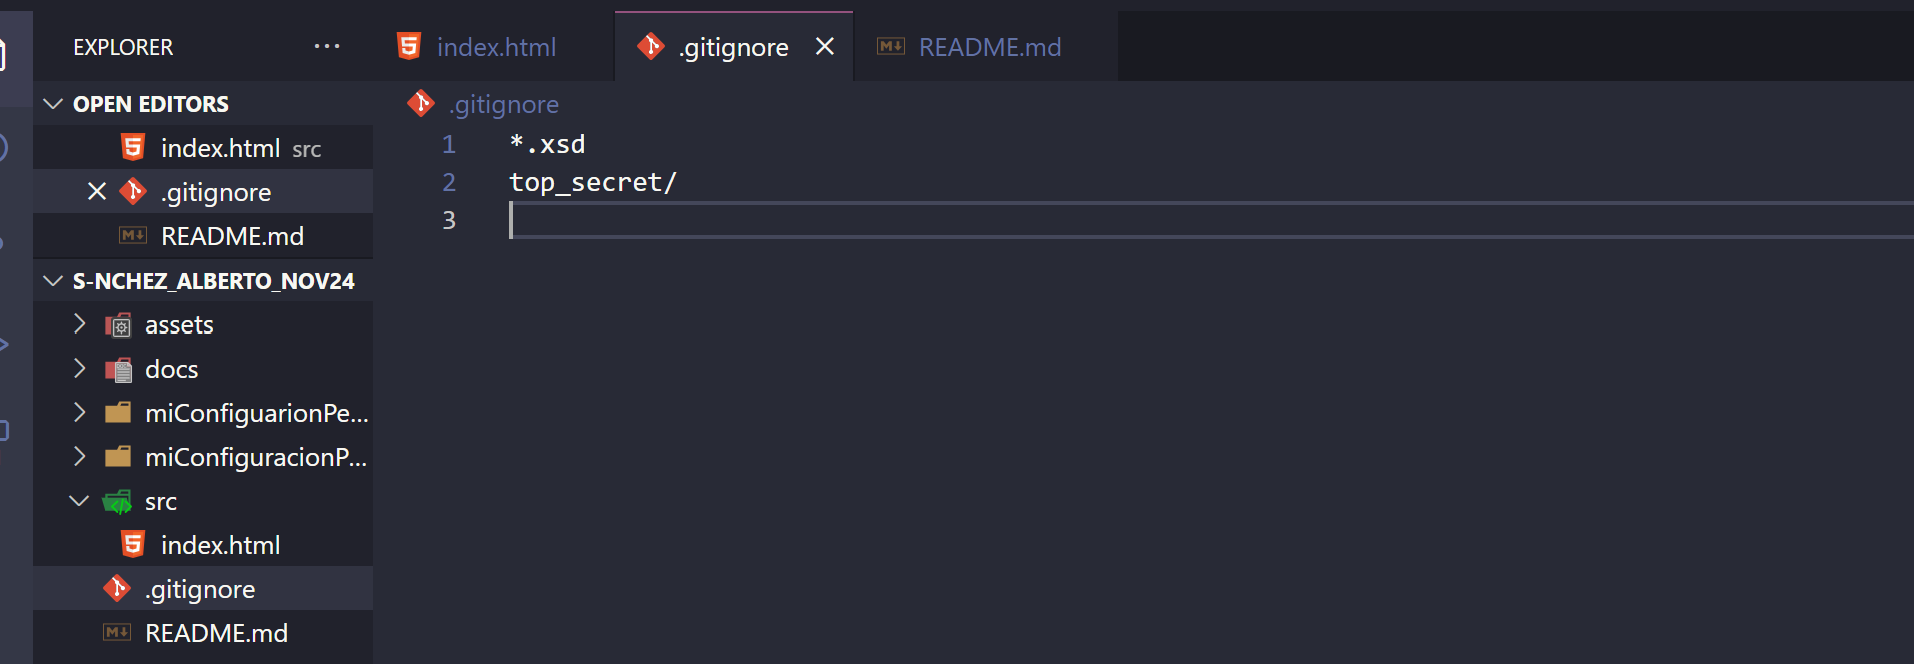 EXPLORER ···
index.html
.gitignore
README.md
OPEN EDITORS
index.html src
.gitignore
README.md
S-NCHEZ_ALBERTO_NOV24
assets
docs
miConfiguarionPe...
miConfiguracionP...
src
index.html
.gitignore
README.md
.gitignore
1 *.xsd
2 top_secret/
3